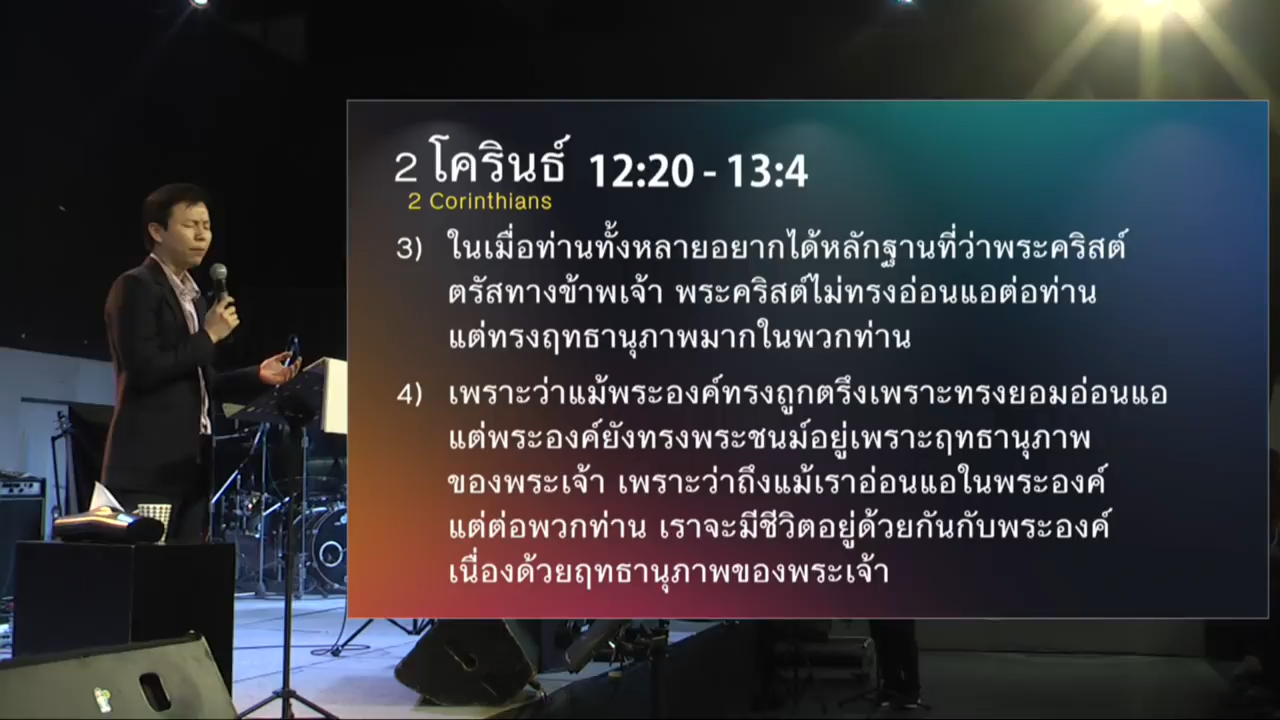 2 โครินธ์ 12:20 - 13:4
2 Corinthians
3) ในเมื่อท่านทั้งหลายอยากได้หลักฐานที่ว่าพระคริสต์
ตรัสทางข้าพเจ้า พระคริสต์ไม่ทรงอ่อนแอต่อท่าน
แต่ทรงฤทธานุภาพมากในพวกท่าน
4) เพราะว่าแม้พระองค์ทรงถูกตรึงเพราะทรงยอมอ่อนแอ
แต่พระองค์ยังทรงพระชนม์อยู่เพราะฤทธานุภาพ
ของพระเจ้า เพราะว่าถึงแม้เราอ่อนแอในพระองค์
แต่ต่อพวกท่าน เราจะมีชีวิตอยู่ด้วยกันกับพระองค์
เนื่องด้วยฤทธานุภาพของพระเจ้า